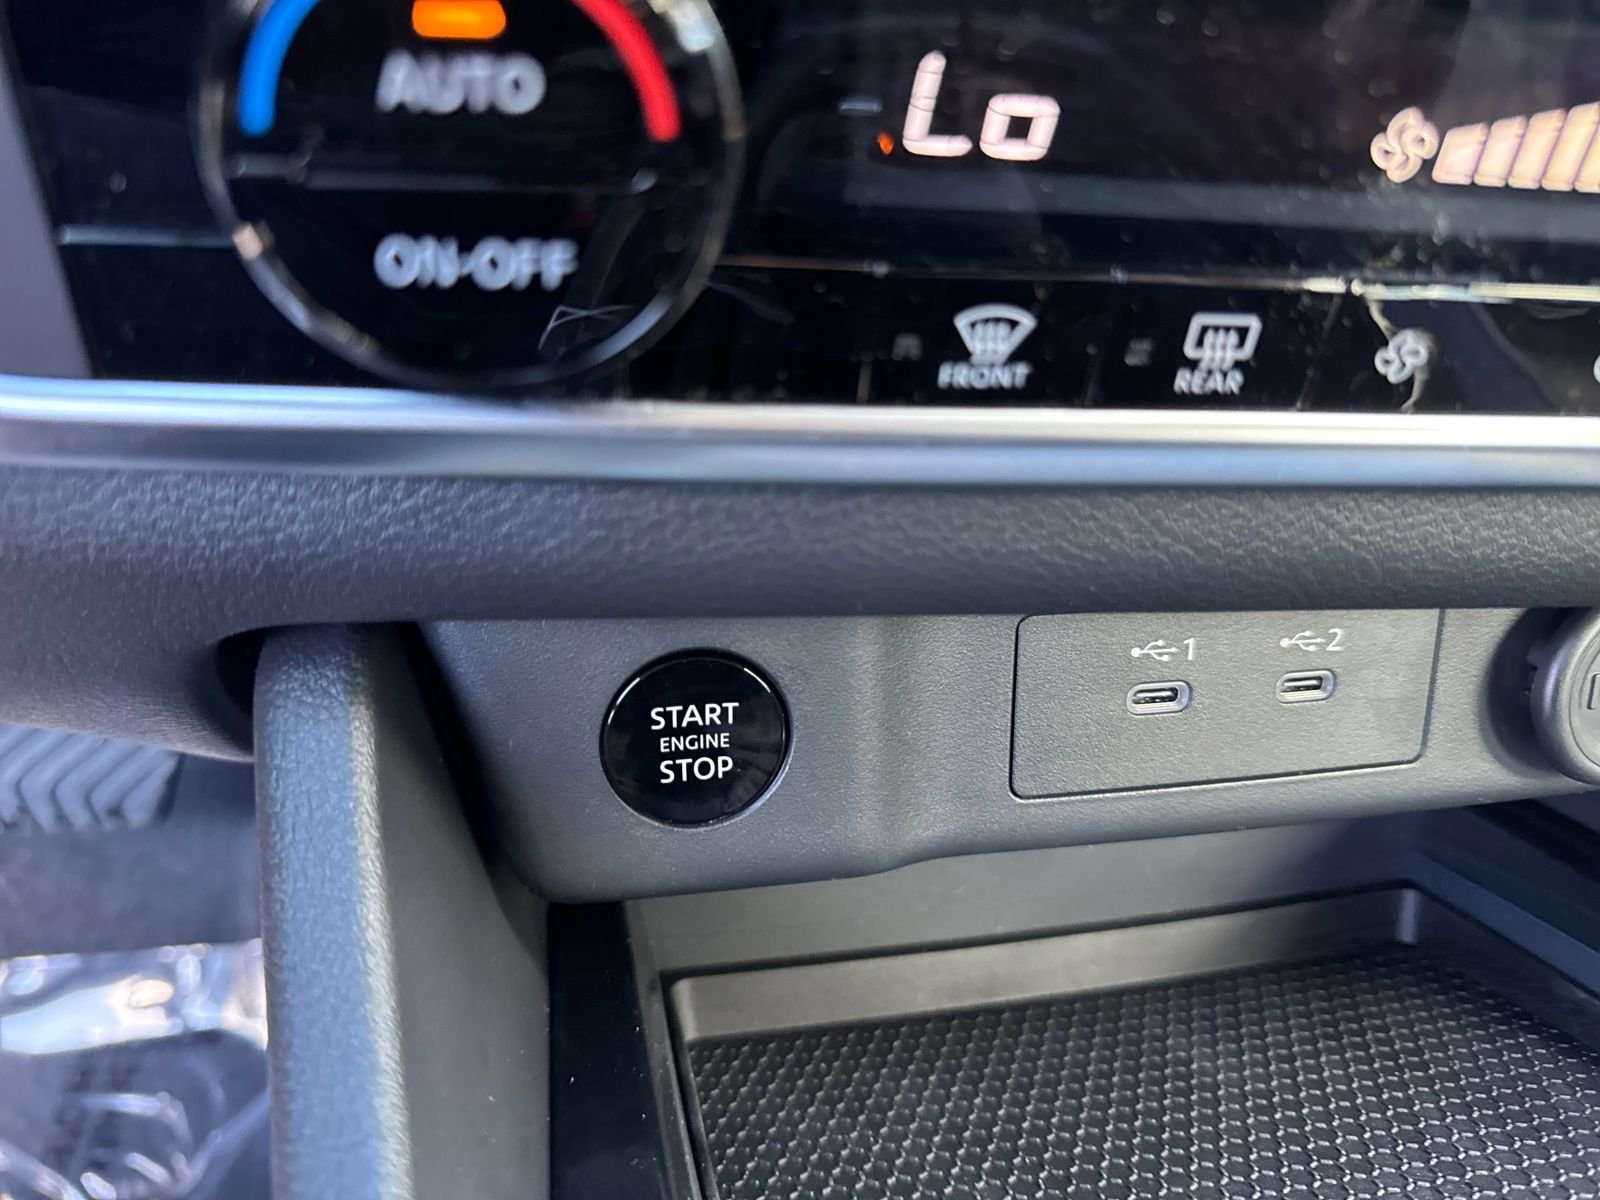 AUTO
ON-OFF
Lo
FRONT
REAR
START
ENGINE
STOP
1
2